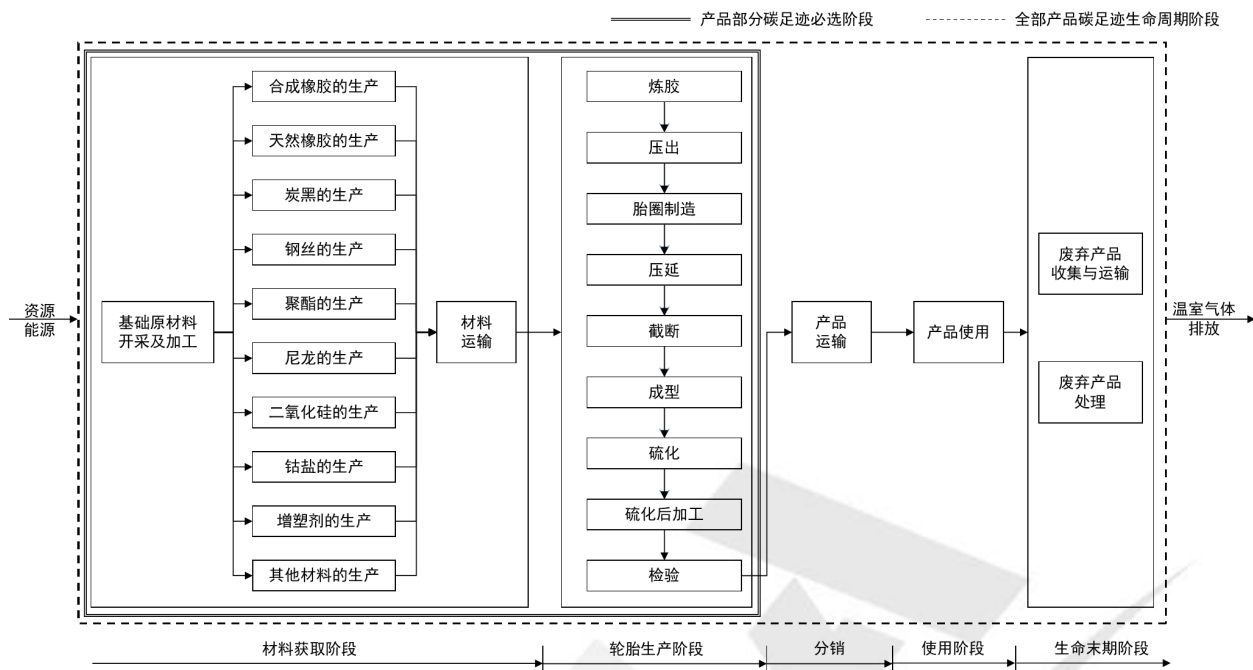 产品部分碳足迹必选阶段
全部产品碳足迹生命周期阶段
资源
能源
基础原材料
开采及加工
合成橡胶的生产
天然橡胶的生产
炭黑的生产
钢丝的生产
聚酯的生产
尼龙的生产
二氧化硅的生产
钴盐的生产
增塑剂的生产
其他材料的生产
材料
运输
炼胶
压出
胎圈制造
压延
截断
成型
硫化
硫化后加工
检验
产品
运输
产品使用
废弃产品
收集与运输
废弃产品
处理
温室气体
排放
材料获取阶段
轮胎生产阶段
分销
使用阶段
生命末期阶段